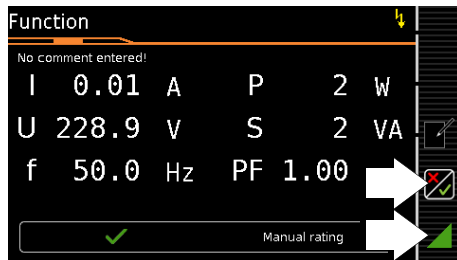 Function
No comment entered!
I 0.01 A P 2 W
U 228.9 V S 2 VA
f 50.0 Hz PF 1.00
Manual rating